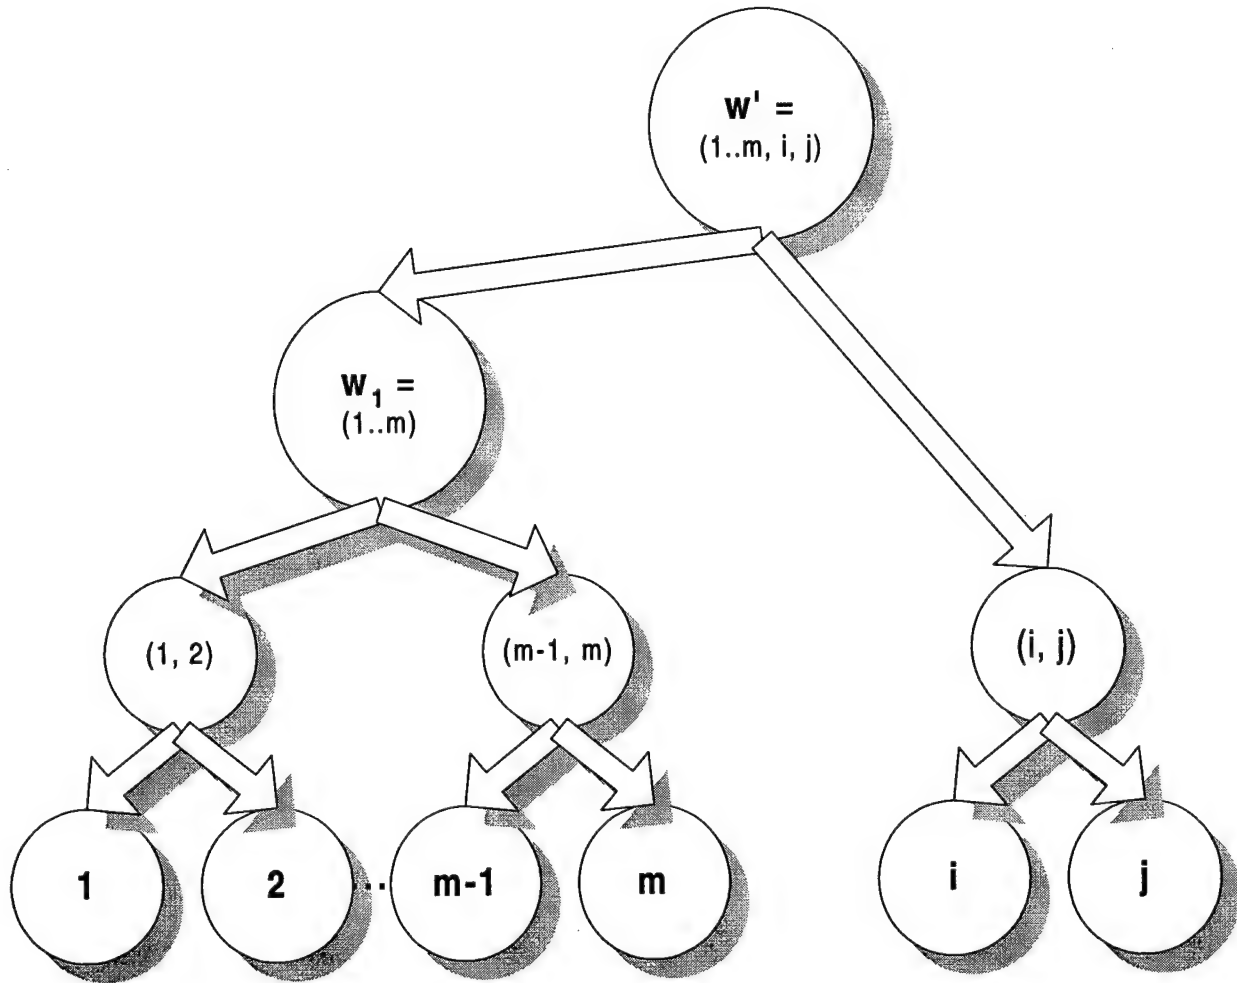 w' =
(1..m, i, j)
w₁ =
(1..m)
(1, 2)
(m-1, m)
(i, j)
1
2
...
m-1
m
i
j